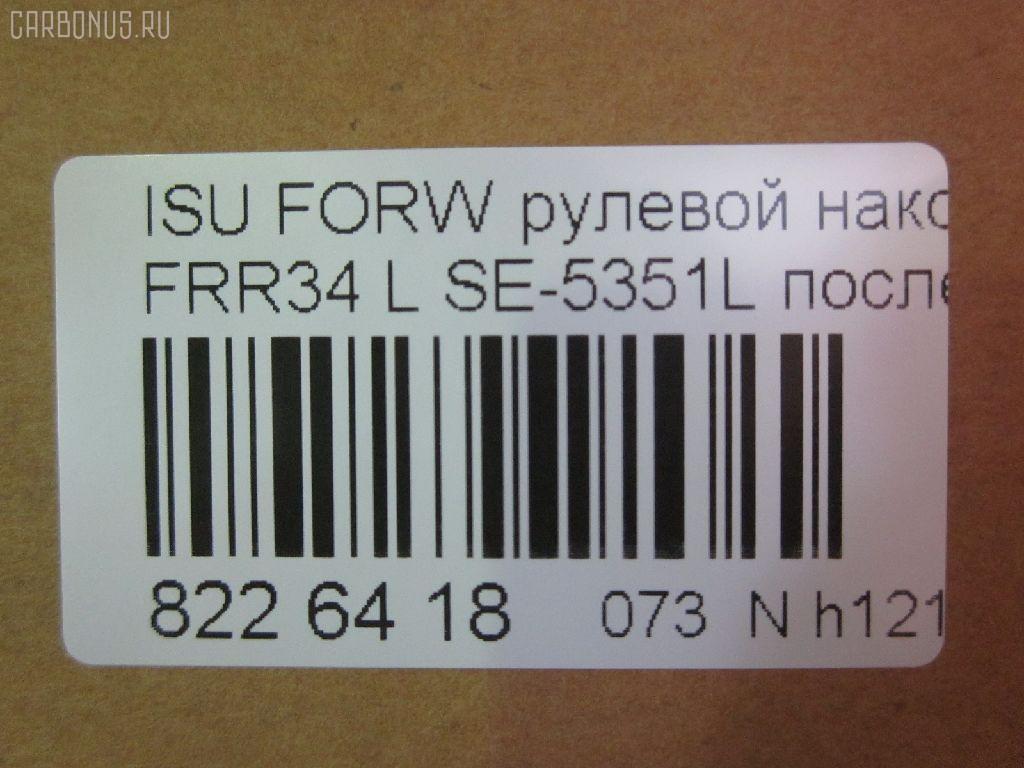 CARBONUS.RU
ISU FORW рулевой нако
FRR34 L SE-5351L после
822 64 18 073 N h121